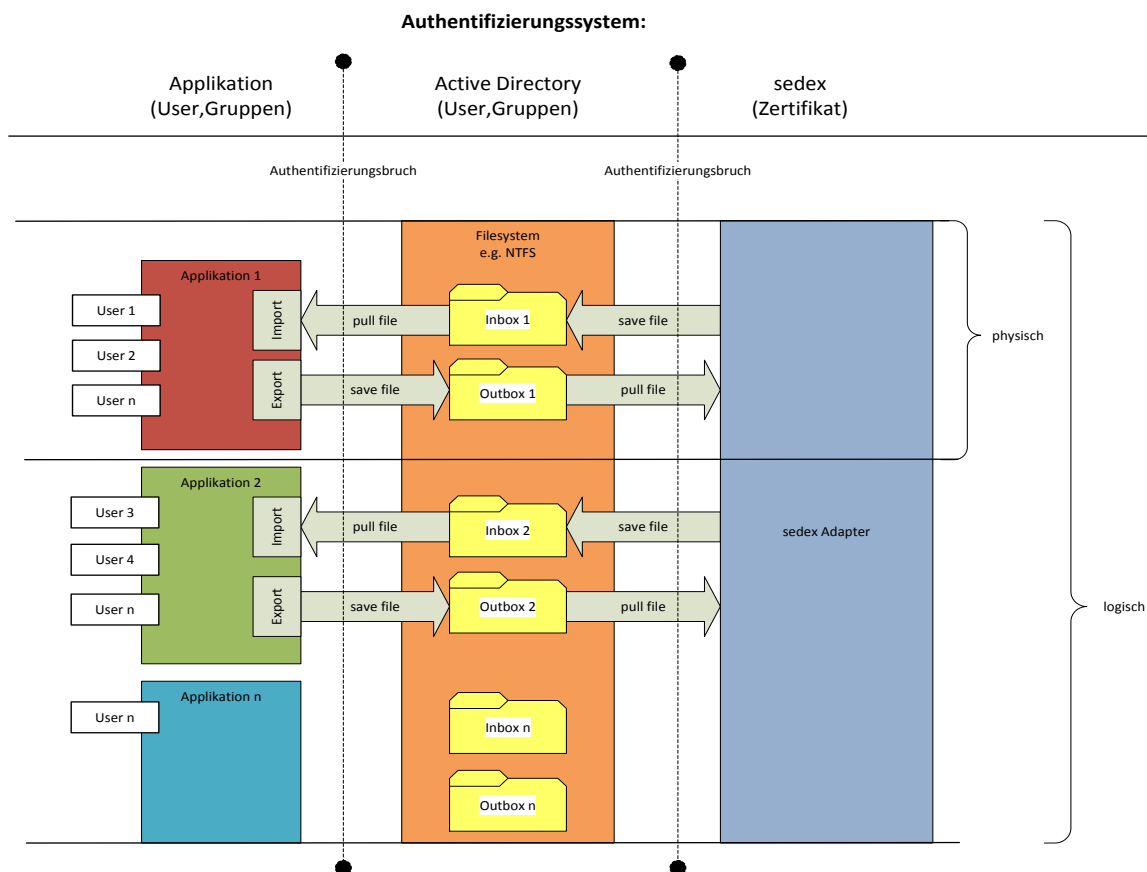 Authentifizierungssystem:
Applikation
(User,Gruppen)
Active Directory
(User,Gruppen)
sedex
(Zertifikat)
Authentifizierungsbruch
Authentifizierungsbruch
Filesystem
e.g. NTFS
Applikation 1
User 1
User 2
User n
Import
Export
pull file
Inbox 1
save file
save file
Outbox 1
pull file
physisch
Applikation 2
User 3
User 4
User n
Import
Export
pull file
Inbox 2
save file
save file
Outbox 2
pull file
sedex Adapter
logisch
Applikation n
User n
Inbox n
Outbox n